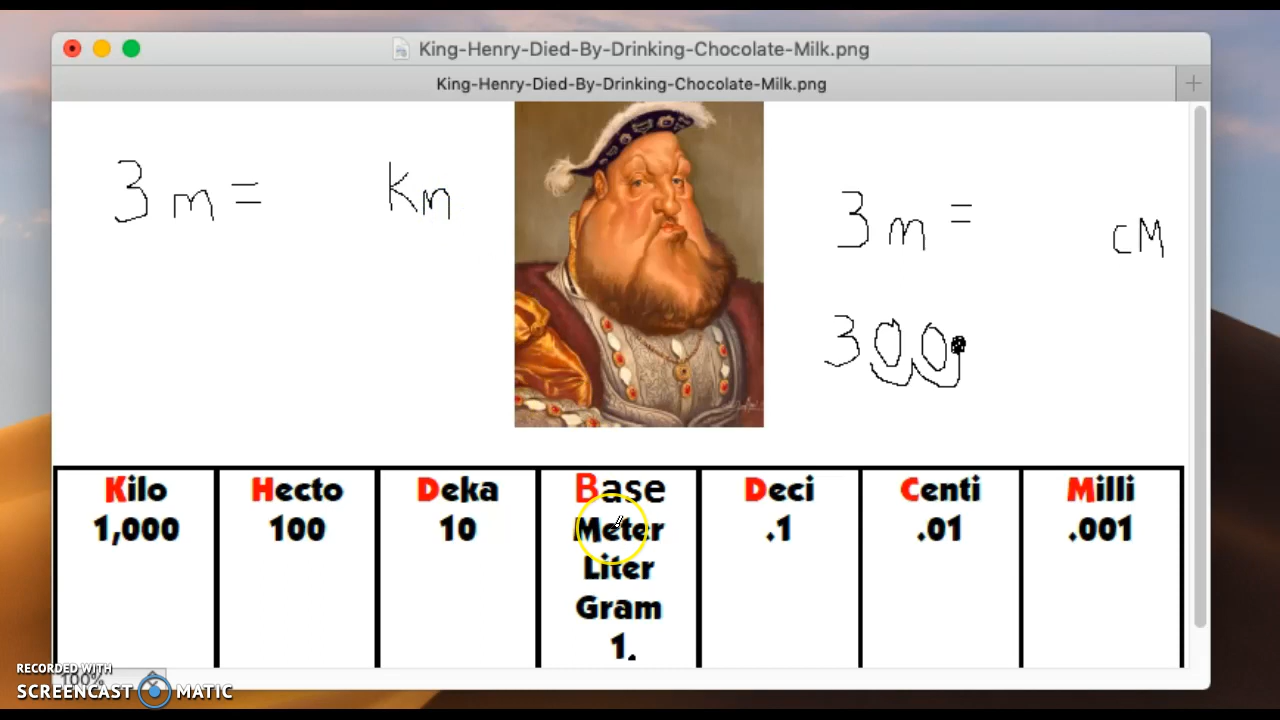 King-Henry-Died-By-Drinking-Chocolate-Milk.png
King-Henry-Died-By-Drinking-Chocolate-Milk.png
3 m = km
3 m = cM
300.
Kilo Hecto Deka Base Deci Centi Milli
1,000 100 10 Meter .1 .01 .001
Liter
Gram
1.
100%
RECORDED WITH
SCREENCAST MATIC